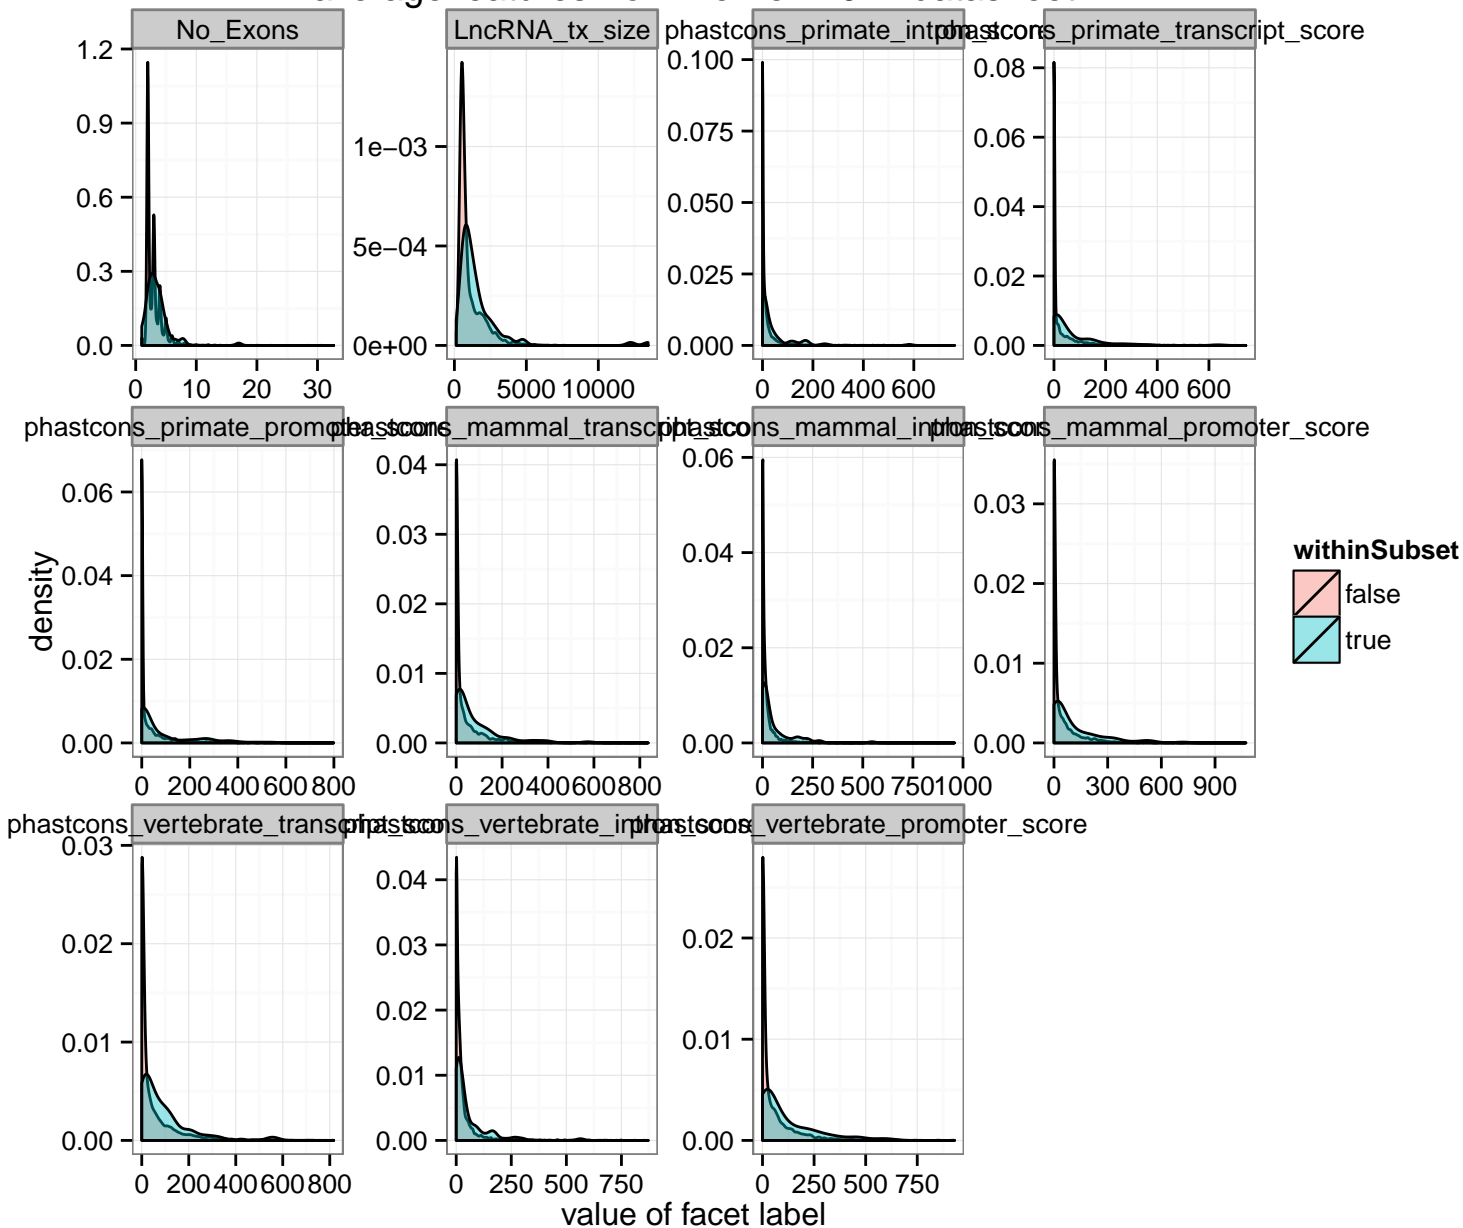 No_Exons
LncRNA_tx_size
phastcons_primate_intron_score
phastcons_primate_transcript_score
1.2
0.9
0.6
0.3
0.0
1e−03
5e−04
0e+00
0.100
0.075
0.050
0.025
0.000
0.08
0.06
0.04
0.02
0.00
0 10 20 30
0 5000 10000
0 200 400 600
0 200 400 600
phastcons_primate_promoter_score
phastcons_mammal_transcript_score
phastcons_mammal_intron_score
phastcons_mammal_promoter_score
0.06
0.04
0.02
0.00
0.04
0.03
0.02
0.01
0.00
0.06
0.04
0.02
0.00
0.03
0.02
0.01
0.00
0 200 400 600 800
0 200 400 600 800
0 250 500 750 1000
0 300 600 900
phastcons_vertebrate_transcript_score
phastcons_vertebrate_intron_score
phastcons_vertebrate_promoter_score
0.03
0.02
0.01
0.00
0.04
0.03
0.02
0.01
0.00
0.02
0.01
0.00
0 200 400 600 800
0 250 500 750
0 250 500 750
density
value of facet label
withinSubset
false
true